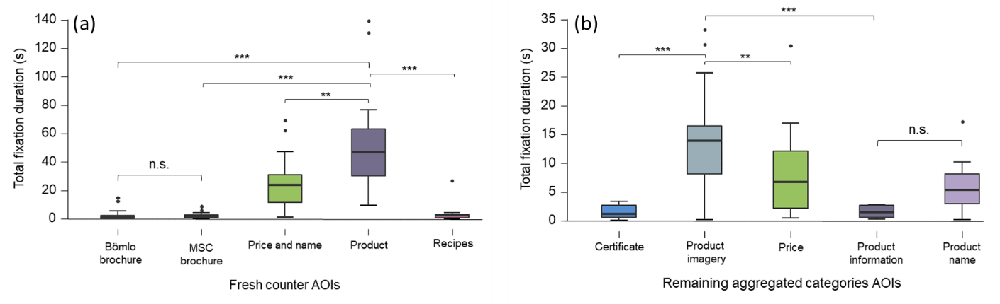 (a)
Total fixation duration (s)
140
120
100
80
60
40
20
0
***
***
***
**
n.s.
Bömlo
brochure
MSC
brochure
Price and name
Product
Recipes
Fresh counter AOIs
(b)
Total fixation duration (s)
35
30
25
20
15
10
5
0
***
***
**
n.s.
Certificate
Product
imagery
Price
Product
information
Product
name
Remaining aggregated categories AOIs